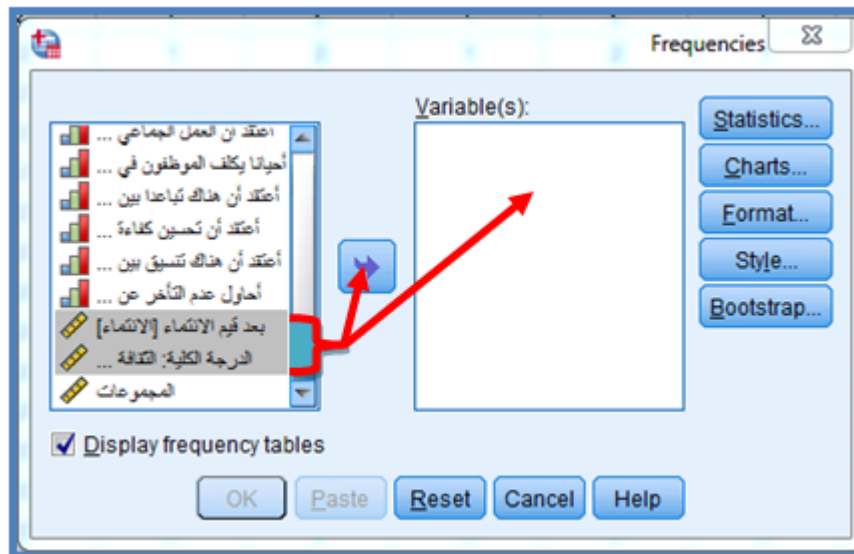 Frequencies
Variable(s):
اعتقد ان العمل الجماعي ...
أحيانا يكلف الموظفون في ...
أعتقد أن هناك تباعدا بين ...
أعتقد أن تحسين كفاءة ...
أعتقد أن هناك تنسيق بين ...
أحاول عدم التأخر عن ...
بعد قيم الانتماء [الانتماء]
الدرجة الكلية: الثقافة ...
المجموعات
Statistics...
Charts...
Format...
Style...
Bootstrap...
Display frequency tables
OK Paste Reset Cancel Help